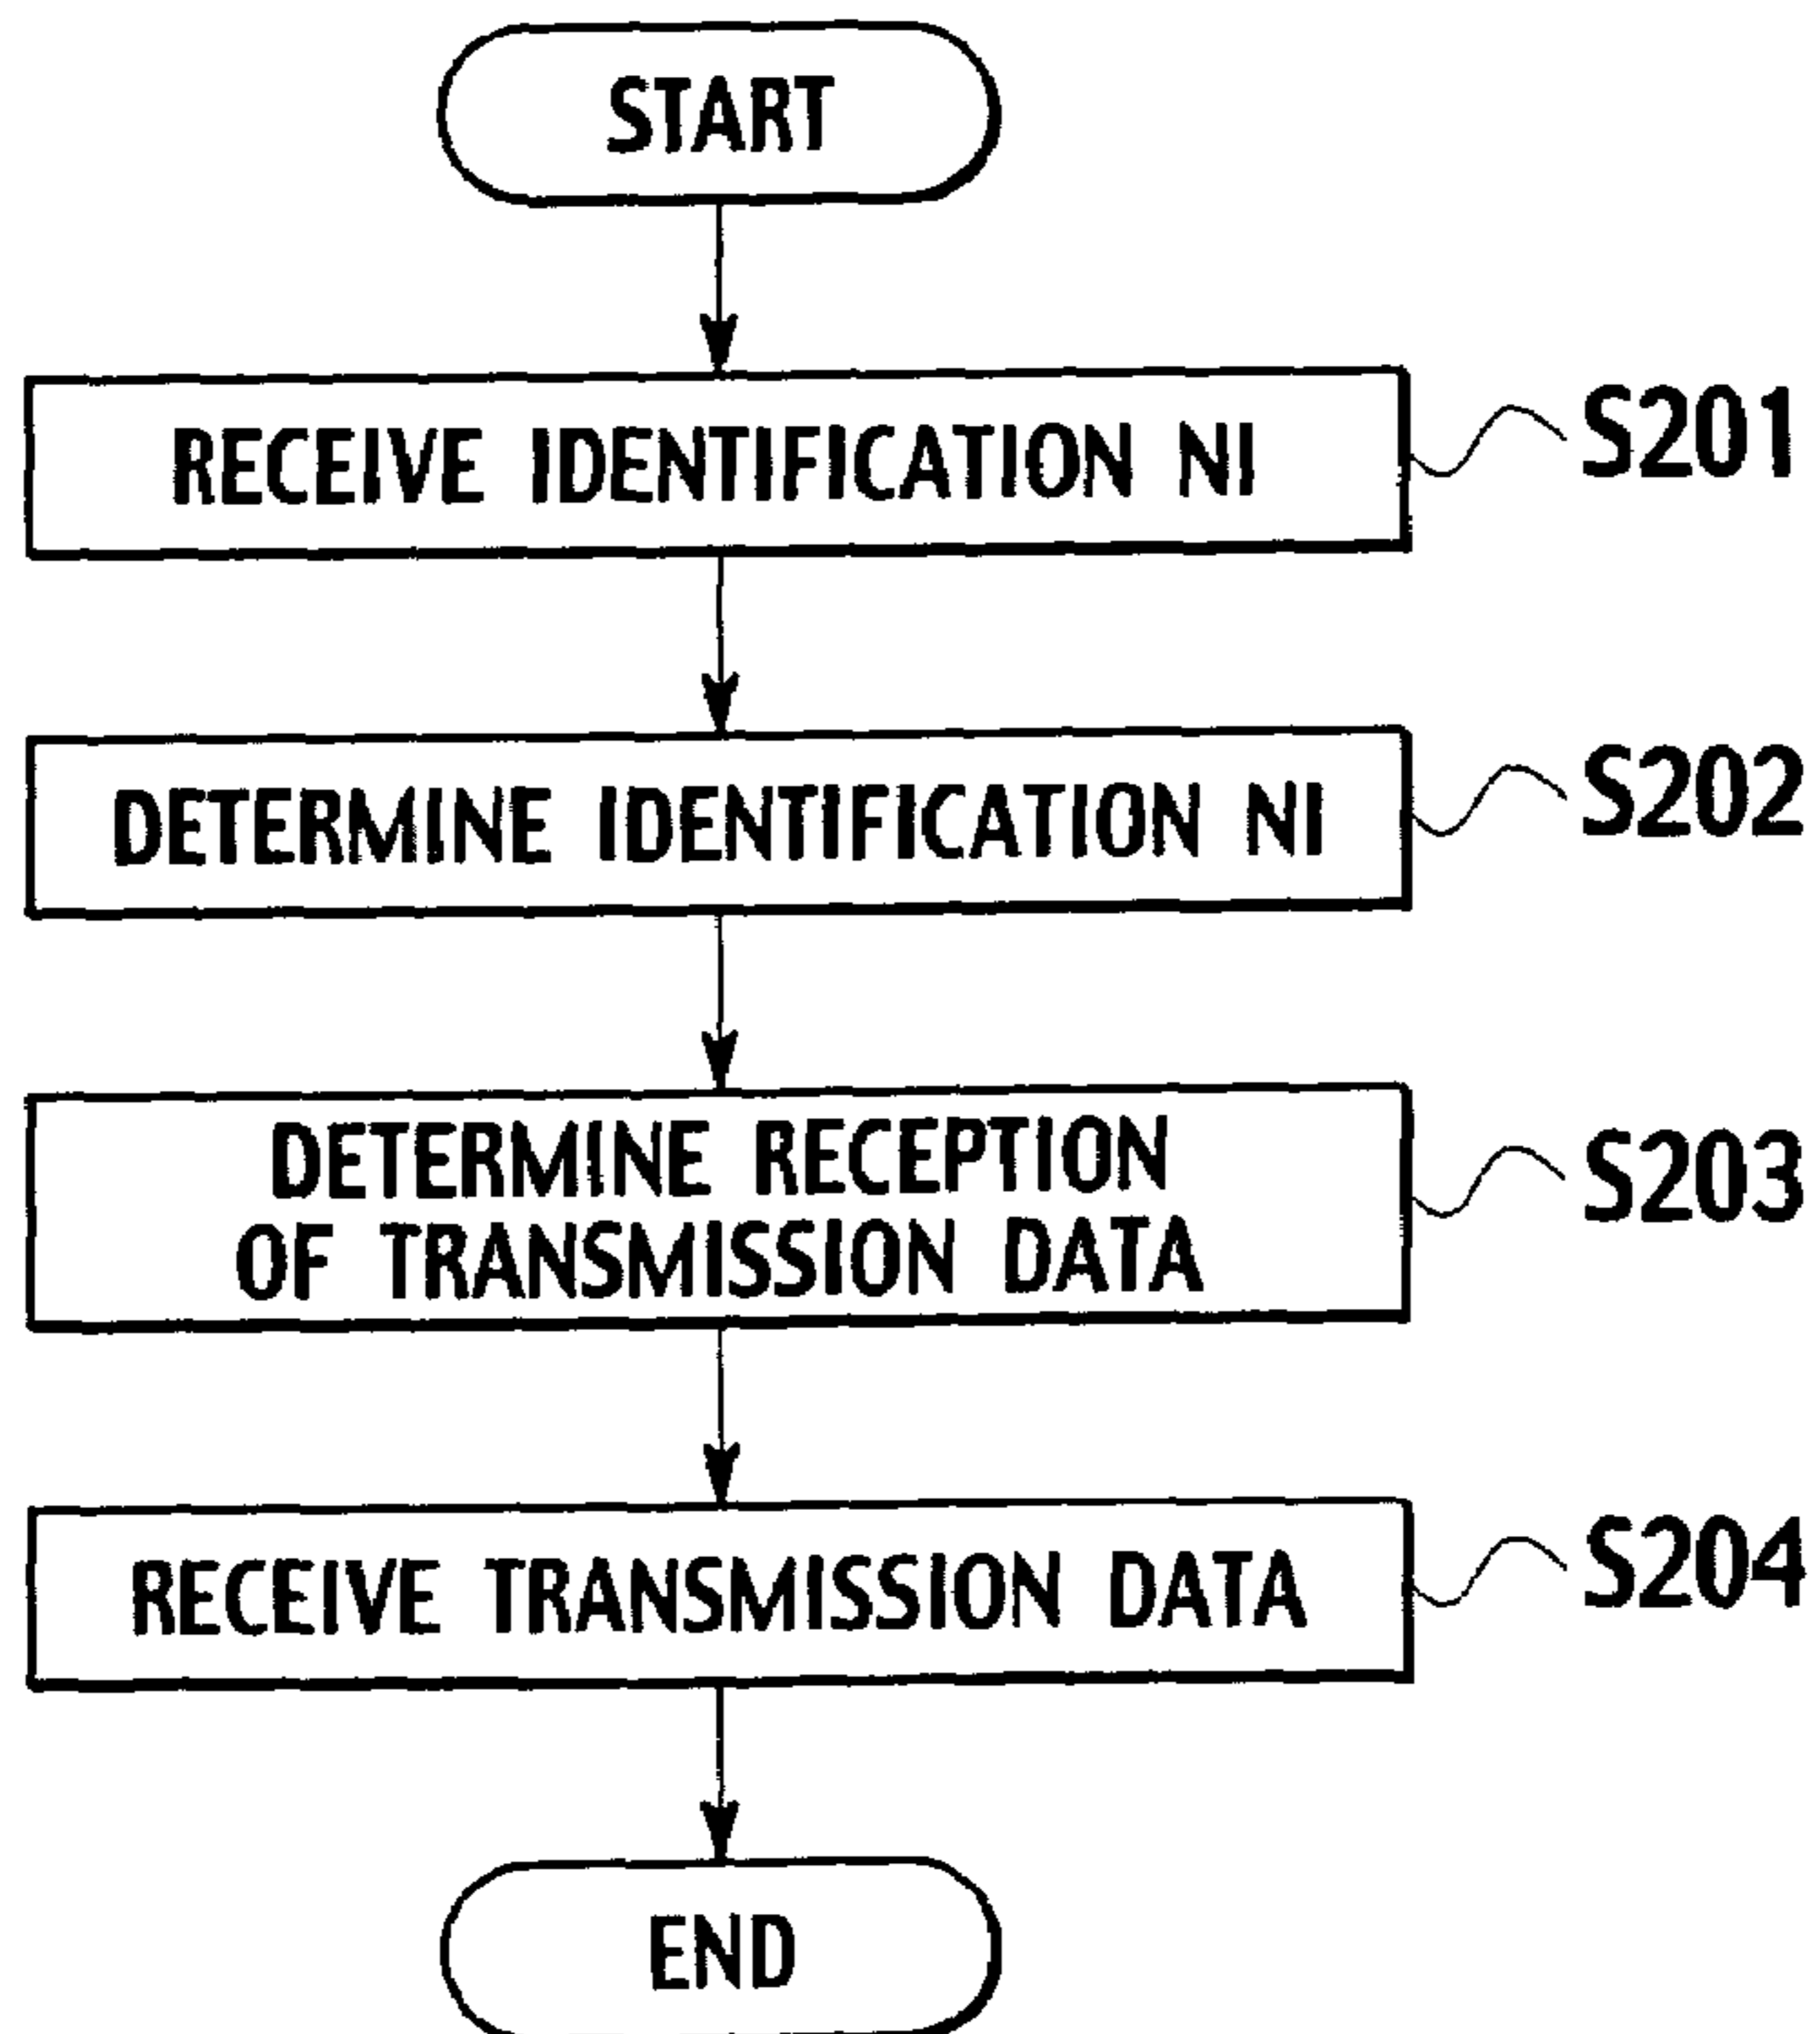 START
RECEIVE IDENTIFICATION NI
S201
DETERMINE IDENTIFICATION NI
S202
DETERMINE RECEPTION
OF TRANSMISSION DATA
S203
RECEIVE TRANSMISSION DATA
S204
END